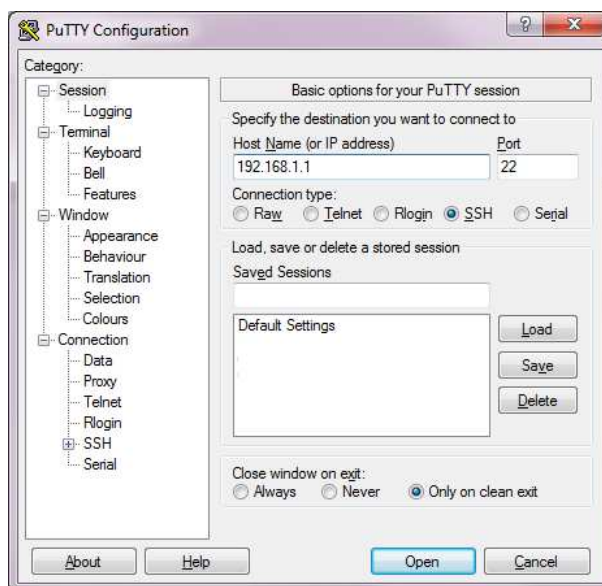 PuTTY Configuration
Category:
Session
Logging
Terminal
Keyboard
Bell
Features
Window
Appearance
Behaviour
Translation
Selection
Colours
Connection
Data
Proxy
Telnet
Rlogin
SSH
Serial
Basic options for your PuTTY session
Specify the destination you want to connect to
Host Name (or IP address) Port
192.168.1.1 22
Connection type:
Raw Telnet Rlogin SSH Serial
Load, save or delete a stored session
Saved Sessions
Default Settings
Load
Save
Delete
Close window on exit:
Always Never Only on clean exit
About Help Open Cancel